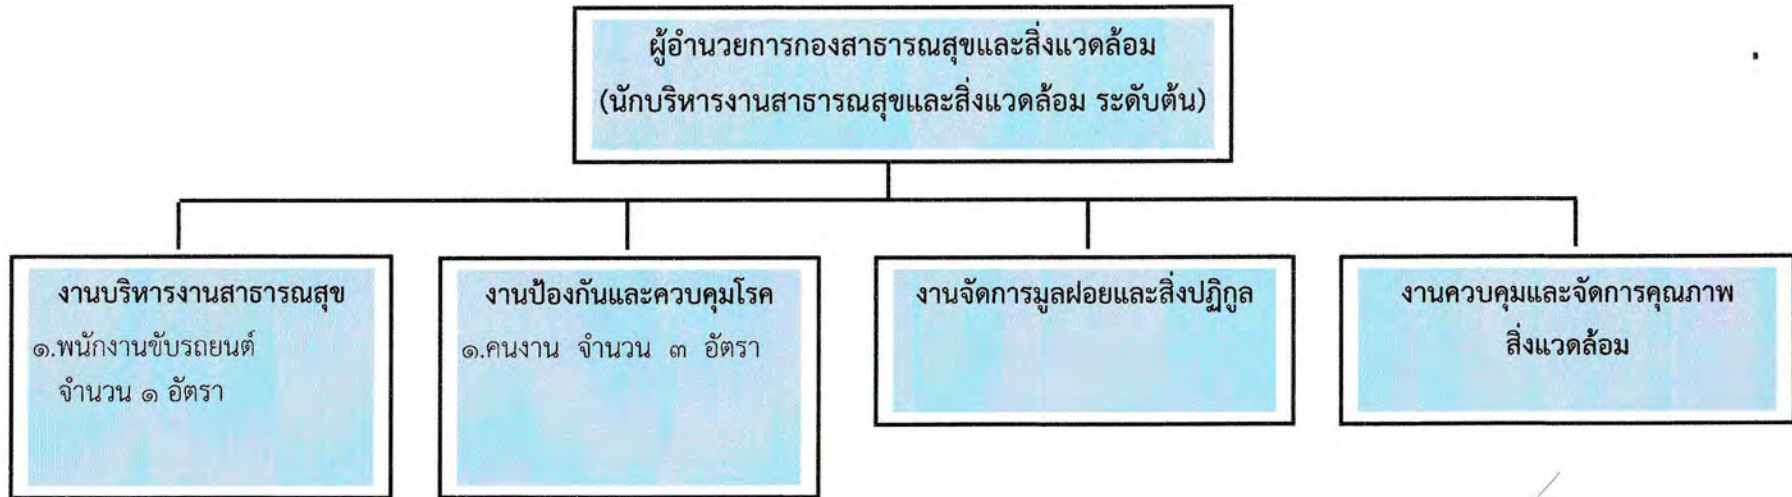 ผู้อำนวยการกองสาธารณสุขและสิ่งแวดล้อม
(นักบริหารงานสาธารณสุขและสิ่งแวดล้อม ระดับต้น)
งานบริหารงานสาธารณสุข
๑.พนักงานขับรถยนต์
จำนวน ๑ อัตรา
งานป้องกันและควบคุมโรค
๑.คนงาน จำนวน ๓ อัตรา
งานจัดการมูลฝอยและสิ่งปฏิกูล
งานควบคุมและจัดการคุณภาพ
สิ่งแวดล้อม